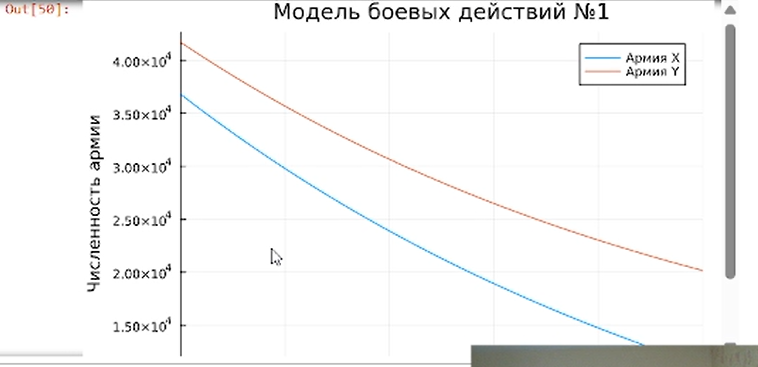 Out[50]:
Модель боевых действий №1
Армия X
Армия Y
Численность армии
4.00×10⁴
3.50×10⁴
3.00×10⁴
2.50×10⁴
2.00×10⁴
1.50×10⁴